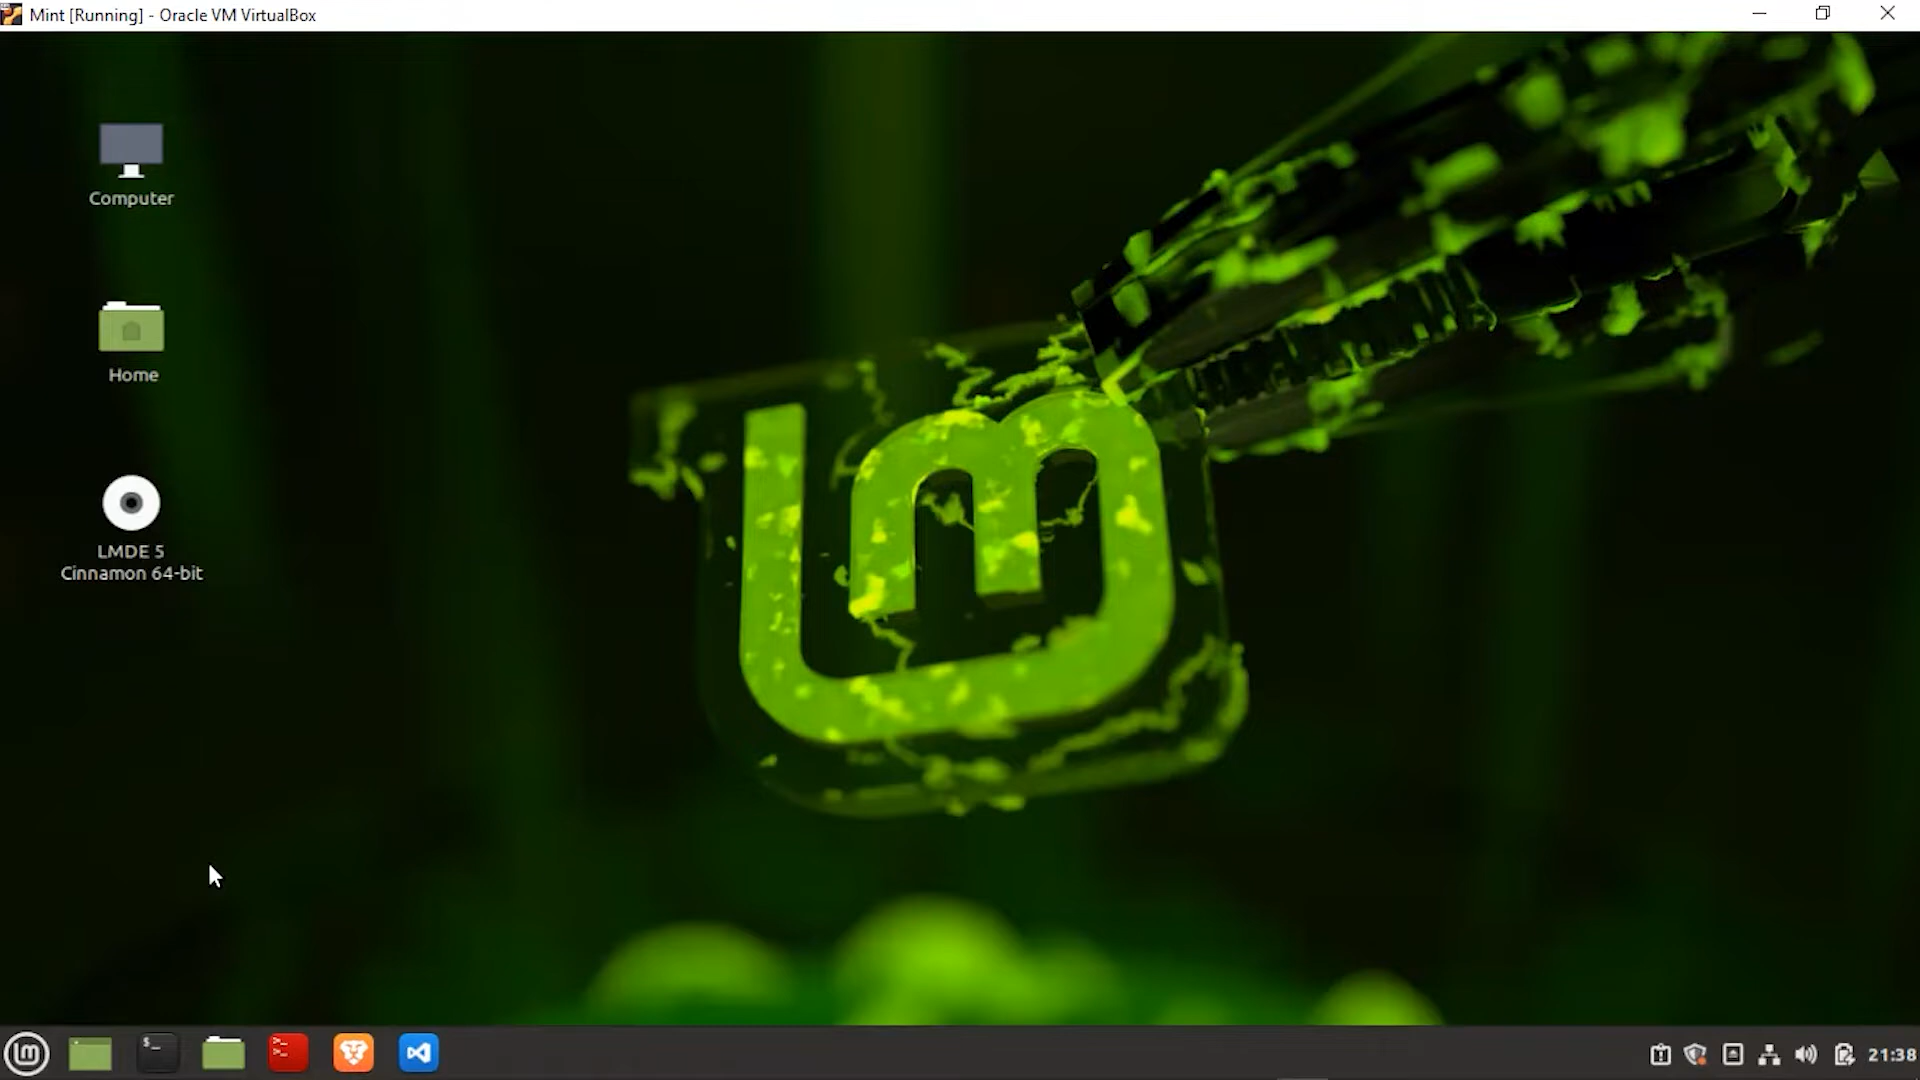 Mint [Running] - Oracle VM VirtualBox
Computer
Home
LMDE 5
Cinnamon 64-bit
$_
21:38